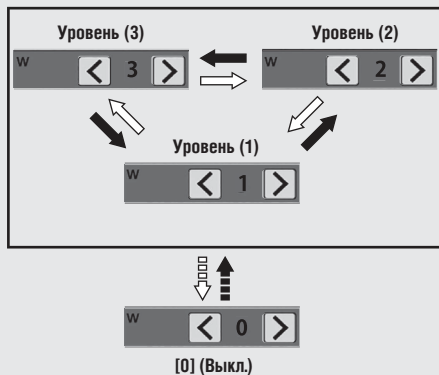 Уровень (3) Уровень (2)
W < 3 > W < 2 >
Уровень (1)
W < 1 >
W < 0 >
[0] (Выкл.)